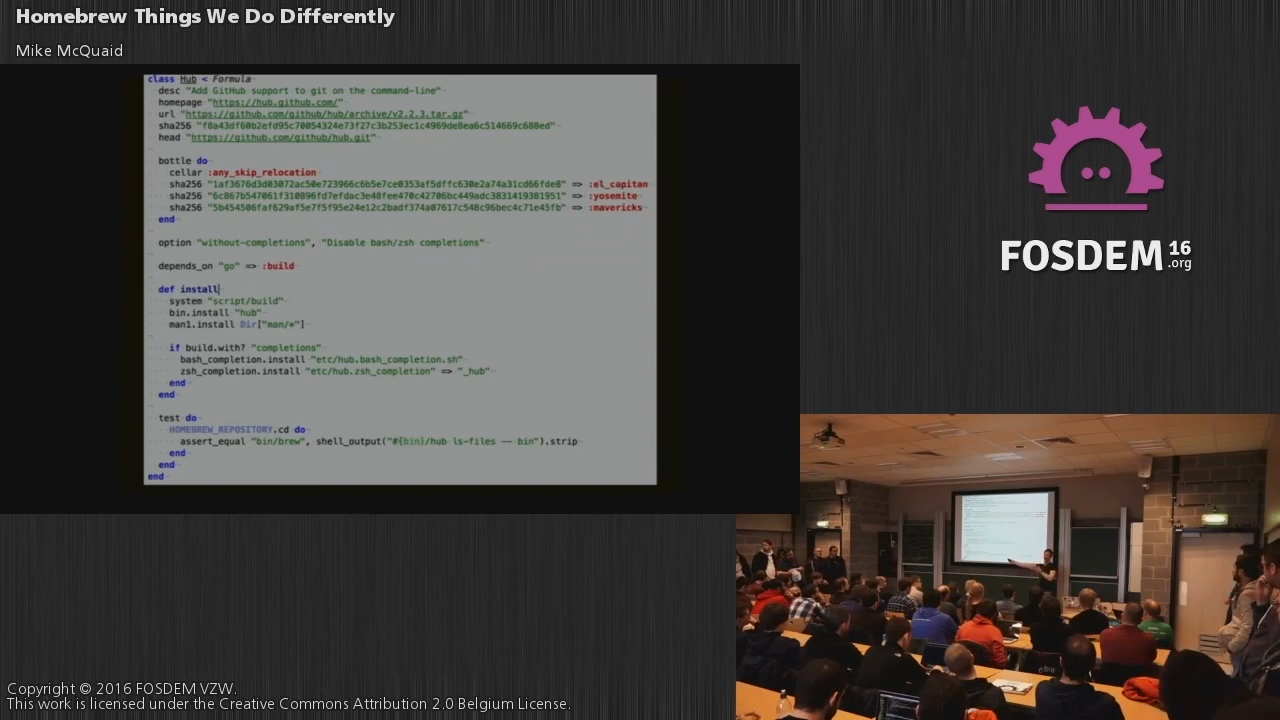 Homebrew Things We Do Differently
Mike McQuaid
class Hub < Formula
desc "Add GitHub support to git on the command-line"
homepage "https://hub.github.com/"
url "https://github.com/github/hub/archive/v2.2.3.tar.gz"
sha256 "f8a43df60b2efd95c70054324e73f27c3b253ec1c4969de8ea6c514669c688ed"
head "https://github.com/github/hub.git"
bottle do
cellar :any_skip_relocation
sha256 "1af3676d3d03072ac50e723966c6b5e7ce0353af5dffc630e2a74a31cd66fde8" => :el_capitan
sha256 "6c867b547061f310896fd7efdac3e48fee470c42706bc449adc3831419381951" => :yosemite
sha256 "5b454506faf629af5e7f5f95e24e12c2badf374a07617c548c96bec4c71e45fb" => :mavericks
end
option "without-completions", "Disable bash/zsh completions"
depends_on "go" => :build
def install
system "script/build"
bin.install "hub"
man1.install Dir["man/*"]
if build.with? "completions"
bash_completion.install "etc/hub.bash_completion.sh"
zsh_completion.install "etc/hub.zsh_completion" => "_hub"
end
end
test do
HOMEBREW_REPOSITORY.cd do
assert_equal "bin/brew", shell_output("#{bin}/hub ls-files -- bin").strip
end
end
end
FOSDEM 16
.org
Copyright © 2016 FOSDEM VZW.
This work is licensed under the Creative Commons Attribution 2.0 Belgium License.